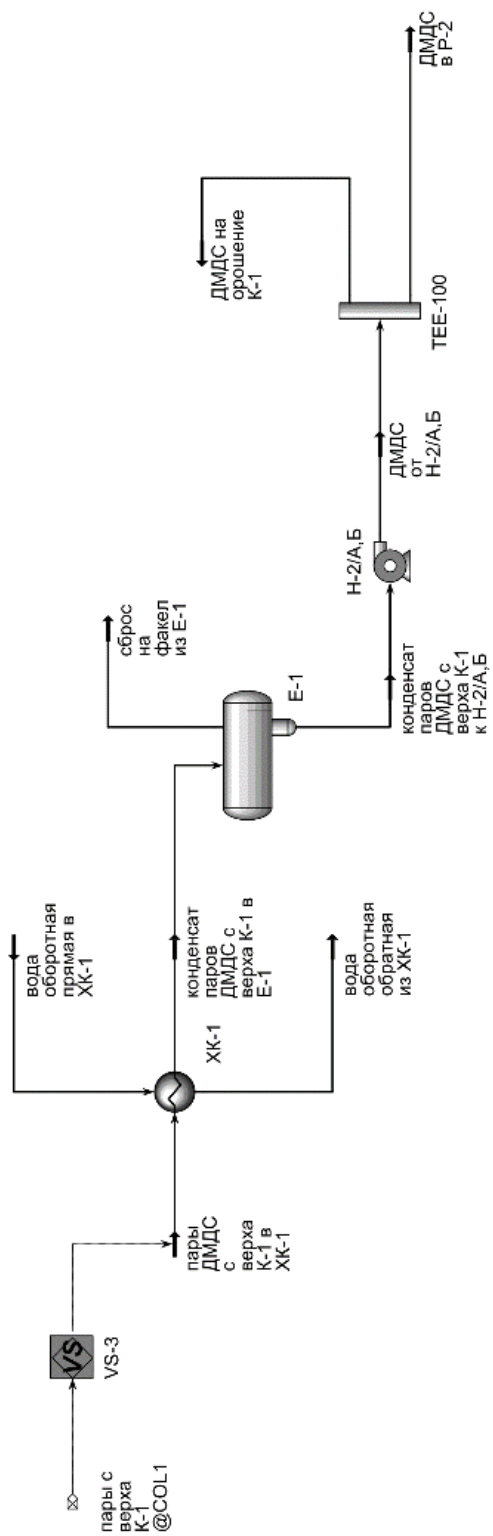 пары с
верха
К-1
@COL1
VS
VS-3
пары
ДМДС
с
верха
К-1 в
ХК-1
вода
оборотная
прямая в
ХК-1
ХК-1
конденсат
паров
ДМДС с
верха К-1 в
Е-1
вода
оборотная
обратная
из ХК-1
сброс
на
факел
из Е-1
Е-1
конденсат
паров
ДМДС с
верха К-1
к Н-2/А,Б
Н-2/А,Б
ДМДС
от
Н-2/А,Б
ДМДС на
орошение
К-1
TEE-100
ДМДС
в Р-2